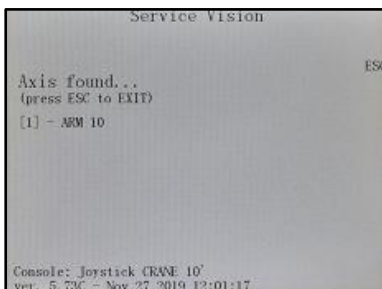 Service Vision
ESC
Axis found...
(press ESC to EXIT)
[1] - ARM 10
Console: Joystick CRANE 10'
ver. 5.73C - Nov 27 2019 12:01:17